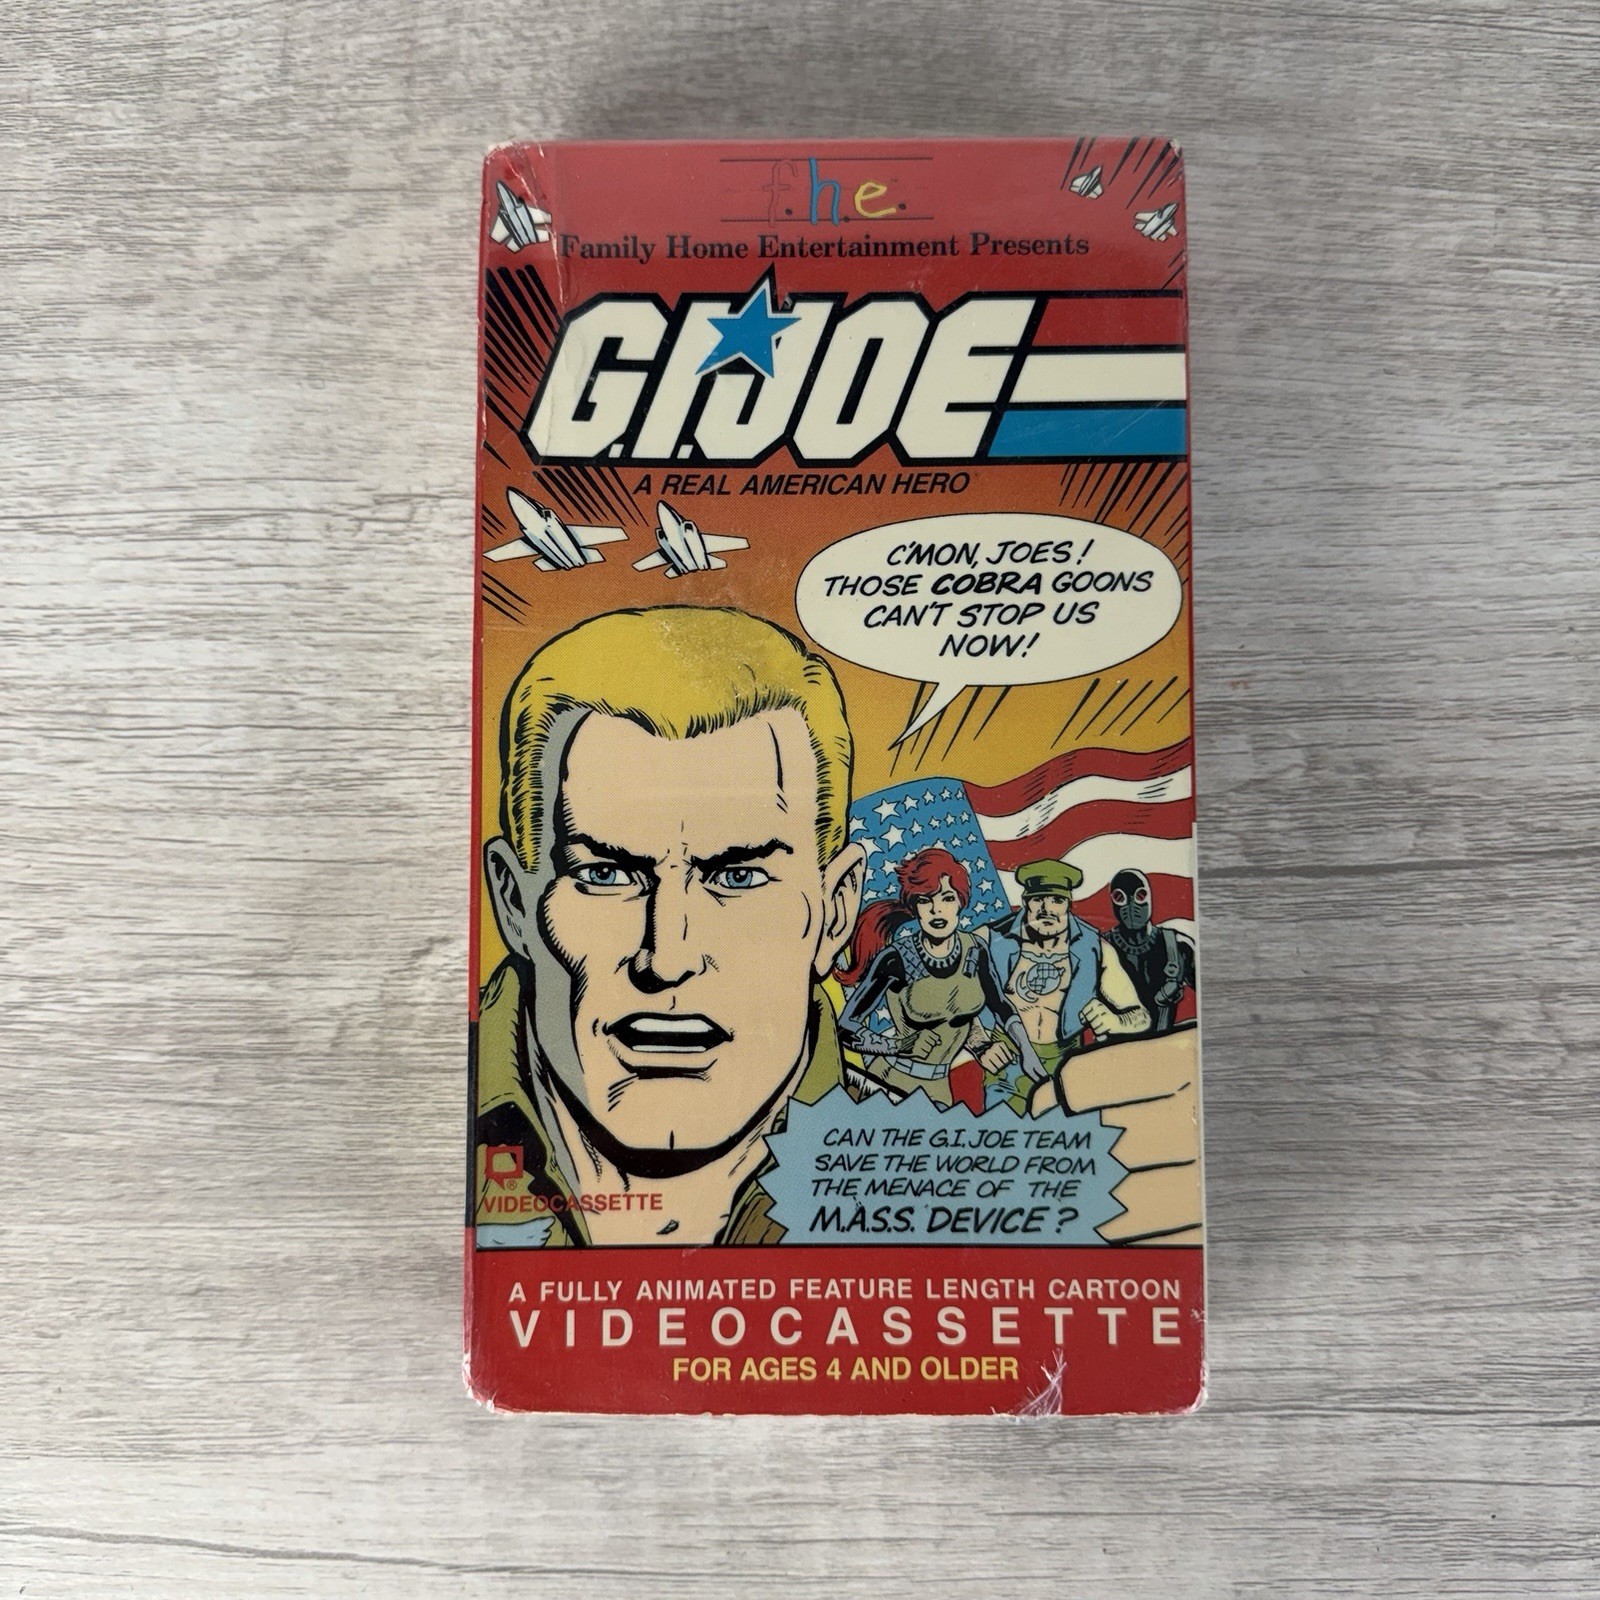 f.h.e.™
Family Home Entertainment Presents
G.I. JOE
A REAL AMERICAN HERO
C'MON, JOES!
THOSE COBRA GOONS
CAN'T STOP US
NOW!
CAN THE G.I. JOE TEAM
SAVE THE WORLD FROM
THE MENACE OF THE
M.A.S.S. DEVICE?
®
VIDEOCASSETTE
A FULLY ANIMATED FEATURE LENGTH CARTOON
VIDEOCASSETTE
FOR AGES 4 AND OLDER